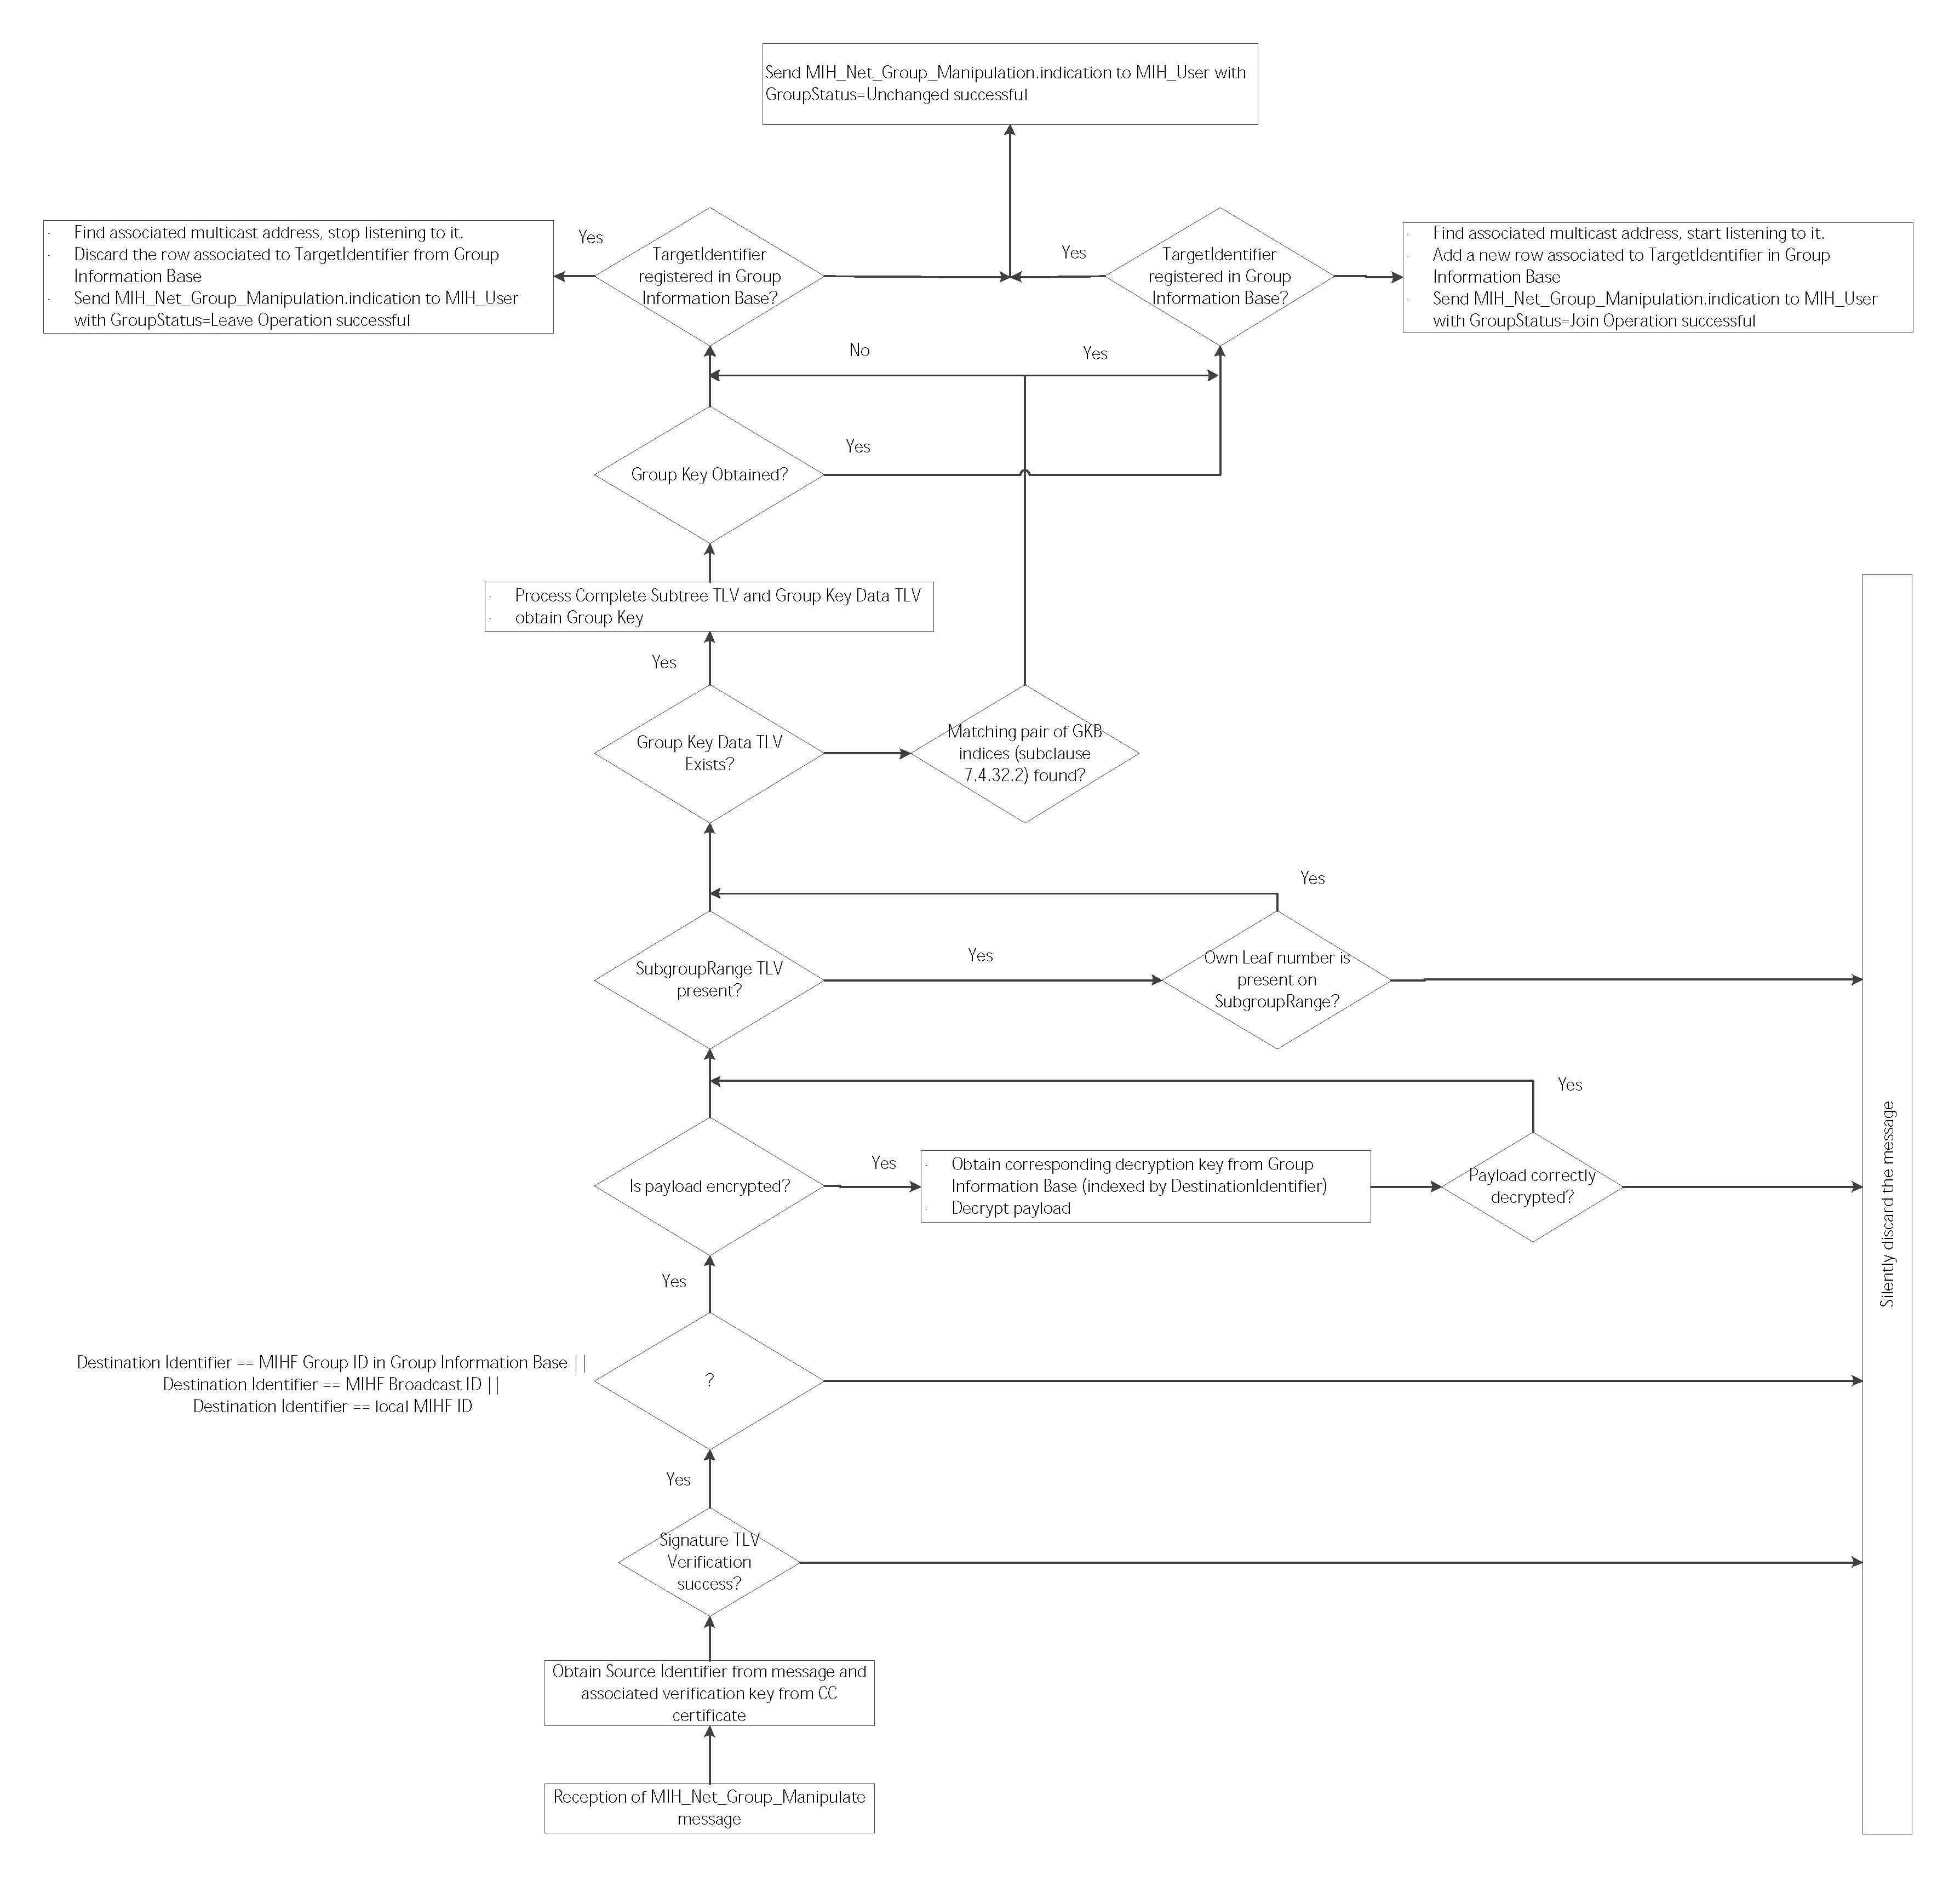 Send MIH_Net_Group_Manipulation.indication to MIH_User with
GroupStatus=Unchanged successful
· Find associated multicast address, stop listening to it.
· Discard the row associated to TargetIdentifier from Group
Information Base
· Send MIH_Net_Group_Manipulation.indication to MIH_User
with GroupStatus=Leave Operation successful
Yes
TargetIdentifier
registered in Group
Information Base?
Yes
TargetIdentifier
registered in Group
Information Base?
· Find associated multicast address, start listening to it.
· Add a new row associated to TargetIdentifier in Group
Information Base
· Send MIH_Net_Group_Manipulation.indication to MIH_User
with GroupStatus=Join Operation successful
No
Yes
Group Key Obtained?
Yes
· Process Complete Subtree TLV and Group Key Data TLV
· obtain Group Key
Yes
Group Key Data TLV
Exists?
Matching pair of GKB
indices (subclause
7.4.32.2) found?
Yes
SubgroupRange TLV
present?
Yes
Own Leaf number is
present on
SubgroupRange?
Yes
Is payload encrypted?
Yes
· Obtain corresponding decryption key from Group
Information Base (indexed by DestinationIdentifier)
· Decrypt payload
Payload correctly
decrypted?
Silently discard the message
Yes
Destination Identifier == MIHF Group ID in Group Information Base ||
Destination Identifier == MIHF Broadcast ID ||
Destination Identifier == local MIHF ID
?
Yes
Signature TLV
Verification
success?
Obtain Source Identifier from message and
associated verification key from CC
certificate
Reception of MIH_Net_Group_Manipulate
message